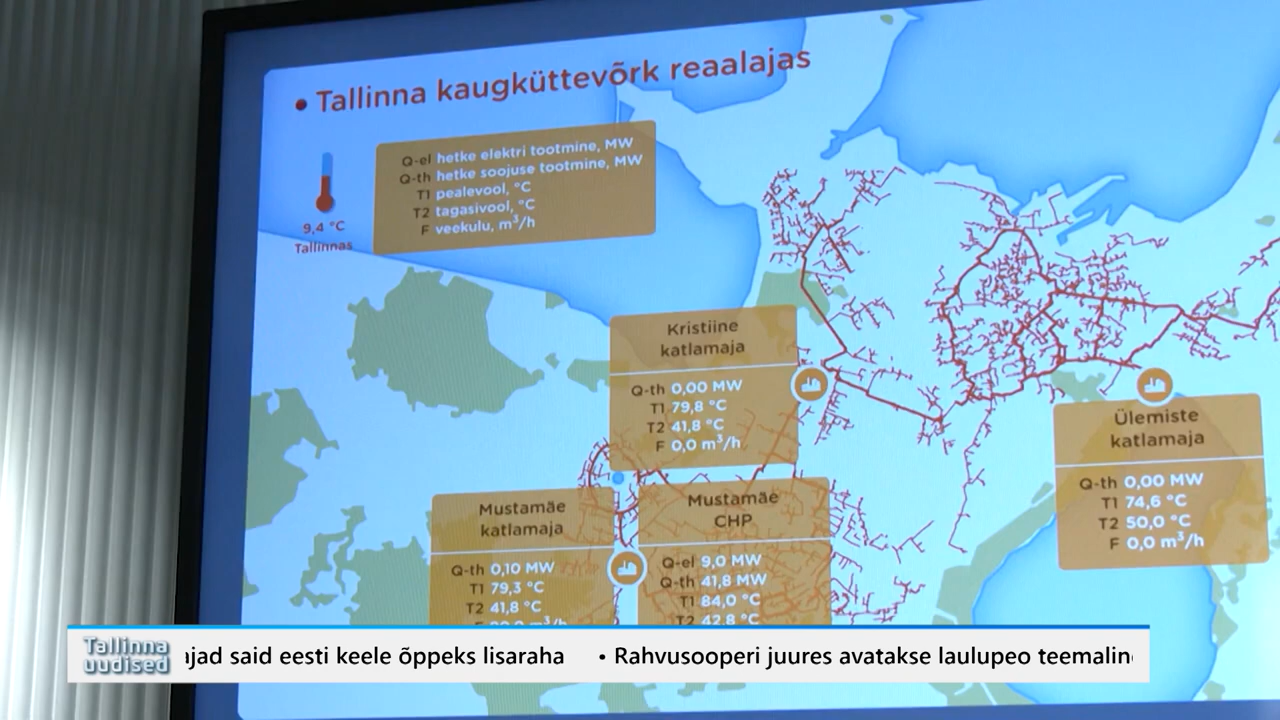 • Tallinna kaugküttevõrk reaalajas
9,4 °C
Tallinnas
Q-el hetke elektri tootmine, MW
Q-th hetke soojuse tootmine, MW
T1 pealevool, °C
T2 tagasivool, °C
F veekulu, m³/h
Kristiine
katlamaja
Q-th 0,00 MW
T1 79,8 °C
T2 41,8 °C
F 0,0 m³/h
Ülemiste
katlamaja
Q-th 0,00 MW
T1 74,6 °C
T2 50,0 °C
F 0,0 m³/h
Mustamäe
katlamaja
Q-th 0,10 MW
T1 79,3 °C
T2 41,8 °C
Mustamäe
CHP
Q-el 9,0 MW
Q-th 41,8 MW
T1 84,0 °C
T2 42,8 °C
Tallinna
uudised
ajad said eesti keele õppeks lisaraha • Rahvusooperi juures avatakse laulupeo teemalin